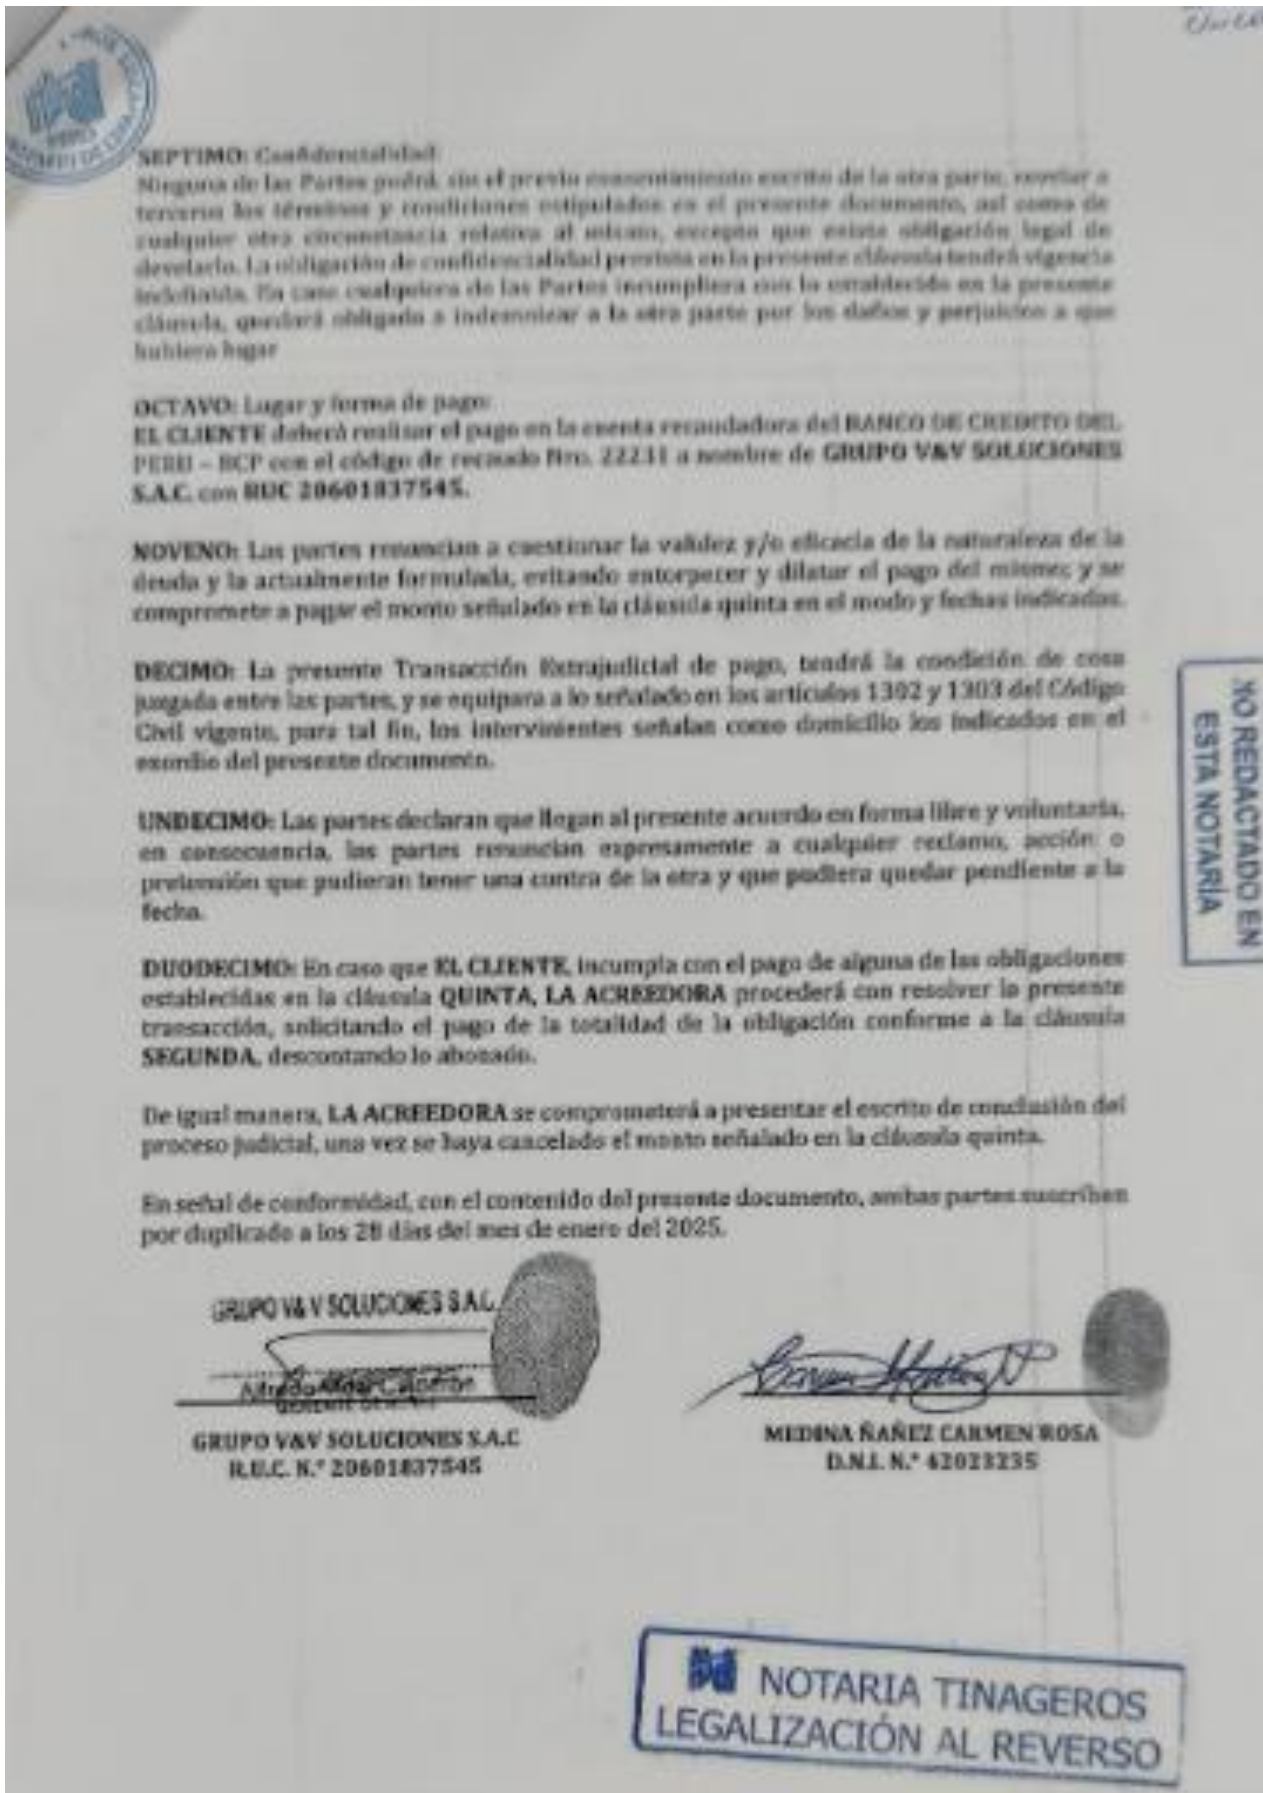 SEPTIMO: Confidencialidad:
Ninguna de las Partes podrá, sin el previo consentimiento escrito de la otra parte, revelar a
terceros los términos y condiciones estipulados en el presente documento, así como de
cualquier otra circunstancia relativa al mismo, excepto que exista obligación legal de
develarlo. La obligación de confidencialidad prevista en la presente cláusula tendrá vigencia
indefinida. En caso cualquiera de las Partes incumpliera con lo establecido en la presente
cláusula, quedará obligada a indemnizar a la otra parte por los daños y perjuicios a que
hubiera lugar
OCTAVO: Lugar y forma de pago:
EL CLIENTE deberá realizar el pago en la cuenta recaudadora del BANCO DE CREDITO DEL
PERU – BCP con el código de recaudo Nro. 22231 a nombre de GRUPO V&V SOLUCIONES
S.A.C. con RUC 20601837545.
NOVENO: Las partes renuncian a cuestionar la validez y/o eficacia de la naturaleza de la
deuda y la actualmente formulada, evitando entorpecer y dilatar el pago del mismo; y se
compromete a pagar el monto señalado en la cláusula quinta en el modo y fechas indicadas.
DECIMO: La presente Transacción Extrajudicial de pago, tendrá la condición de cosa
juzgada entre las partes, y se equipara a lo señalado en los artículos 1302 y 1303 del Código
Civil vigente, para tal fin, los intervinientes señalan como domicilio los indicados en el
exordio del presente documento.
UNDECIMO: Las partes declaran que llegan al presente acuerdo en forma libre y voluntaria,
en consecuencia, las partes renuncian expresamente a cualquier reclamo, acción o
pretensión que pudieran tener una contra de la otra y que pudiera quedar pendiente a la
fecha.
DUODECIMO: En caso que EL CLIENTE, incumpla con el pago de alguna de las obligaciones
establecidas en la cláusula QUINTA, LA ACREEDORA procederá con resolver la presente
transacción, solicitando el pago de la totalidad de la obligación conforme a la cláusula
SEGUNDA, descontando lo abonado.
De igual manera, LA ACREEDORA se comprometerá a presentar el escrito de conclusión del
proceso judicial, una vez se haya cancelado el monto señalado en la cláusula quinta.
En señal de conformidad, con el contenido del presente documento, ambas partes suscriben
por duplicado a los 28 días del mes de enero del 2025.
GRUPO V&V SOLUCIONES S.A.C.
Alfredo
GRUPO V&V SOLUCIONES S.A.C
R.U.C. N.° 20601837545
Carmen Medina
MEDINA ÑAÑEZ CARMEN ROSA
D.N.I. N.° 42023235
YO REDACTADO EN
ESTA NOTARÍA
NOTARIA TINAGEROS
LEGALIZACIÓN AL REVERSO